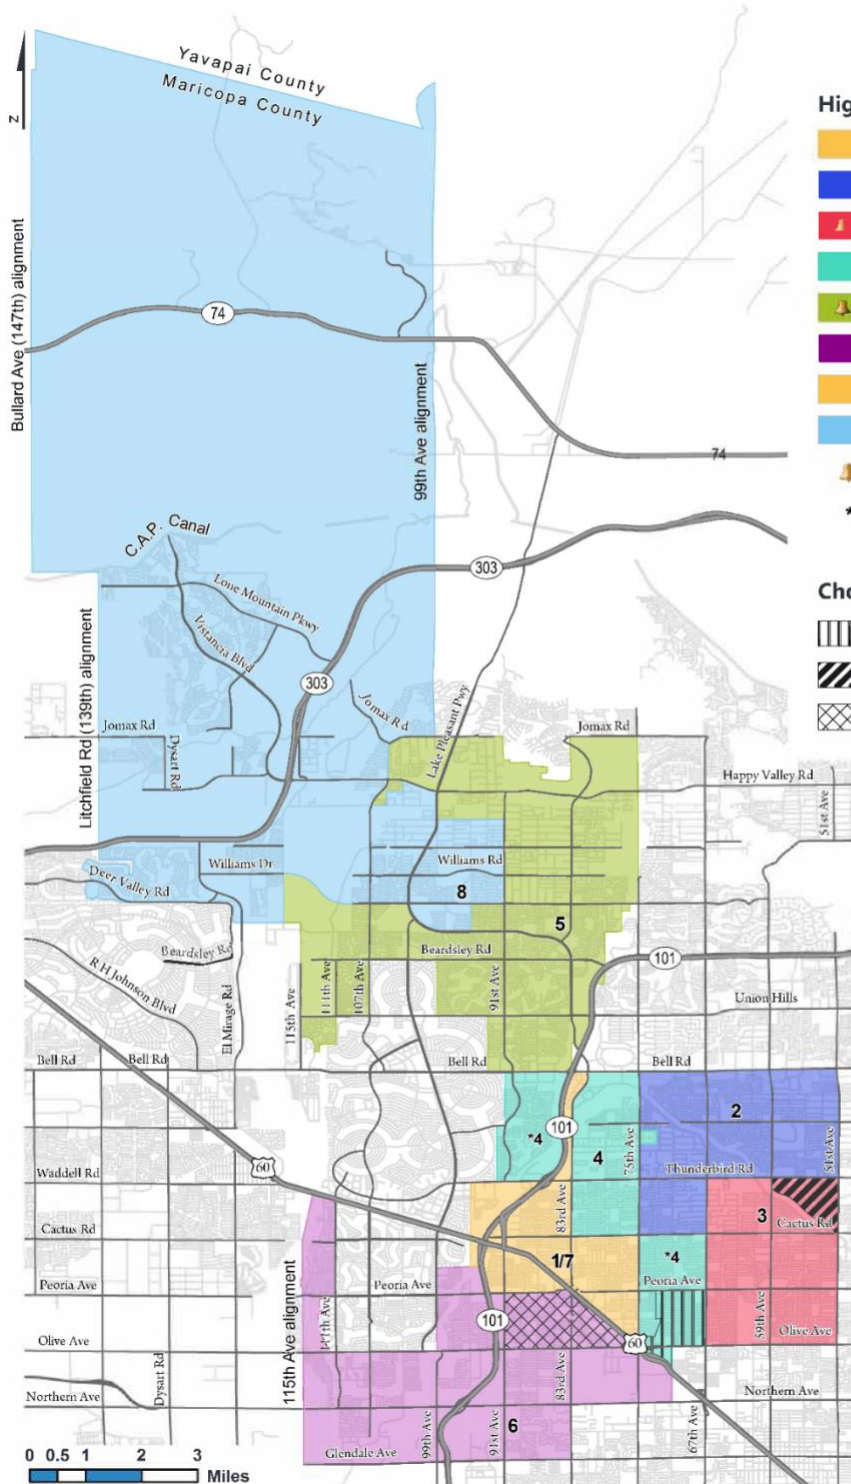 Yavapai County
Maricopa County
Z
Hig
Bullard Ave (147th) alignment
74
99th Ave alignment
74
*
C.A.P. Canal
303
Lone Mountain Pkwy
Vistancia Blvd
Cho
303
Litchfield Rd (139th) alignment
Jomax Rd
Jomax Rd
Lake Pleasant Pwy
Jomax Rd
Dysart Rd
Happy Valley Rd
51st Ave
Williams Dr
Williams Rd
Deer Valley Rd
8
5
Beardsley Rd
Beardsley Rd
101
R H Johnson Blvd
El Mirage Rd
115th Ave
111th Ave
107th Ave
91st Ave
Union Hills
Bell Rd
Bell Rd
Bell Rd
Bell Rd
2
101
*4
4
75th Ave
51st Ave
Waddell Rd
60
Thunderbird Rd
83rd Ave
3
Cactus Rd
Cactus Rd
1/7
*4
Peoria Ave
Peoria Ave
Peoria Ave
115th Ave alignment
111th Ave
101
59th Ave
Olive Ave
60
Olive Ave
Dysart Rd
83rd Ave
Northern Ave
Northern Ave
99th Ave
91st Ave
6
67th Ave
Glendale Ave
0 0.5 1 2 3
Miles